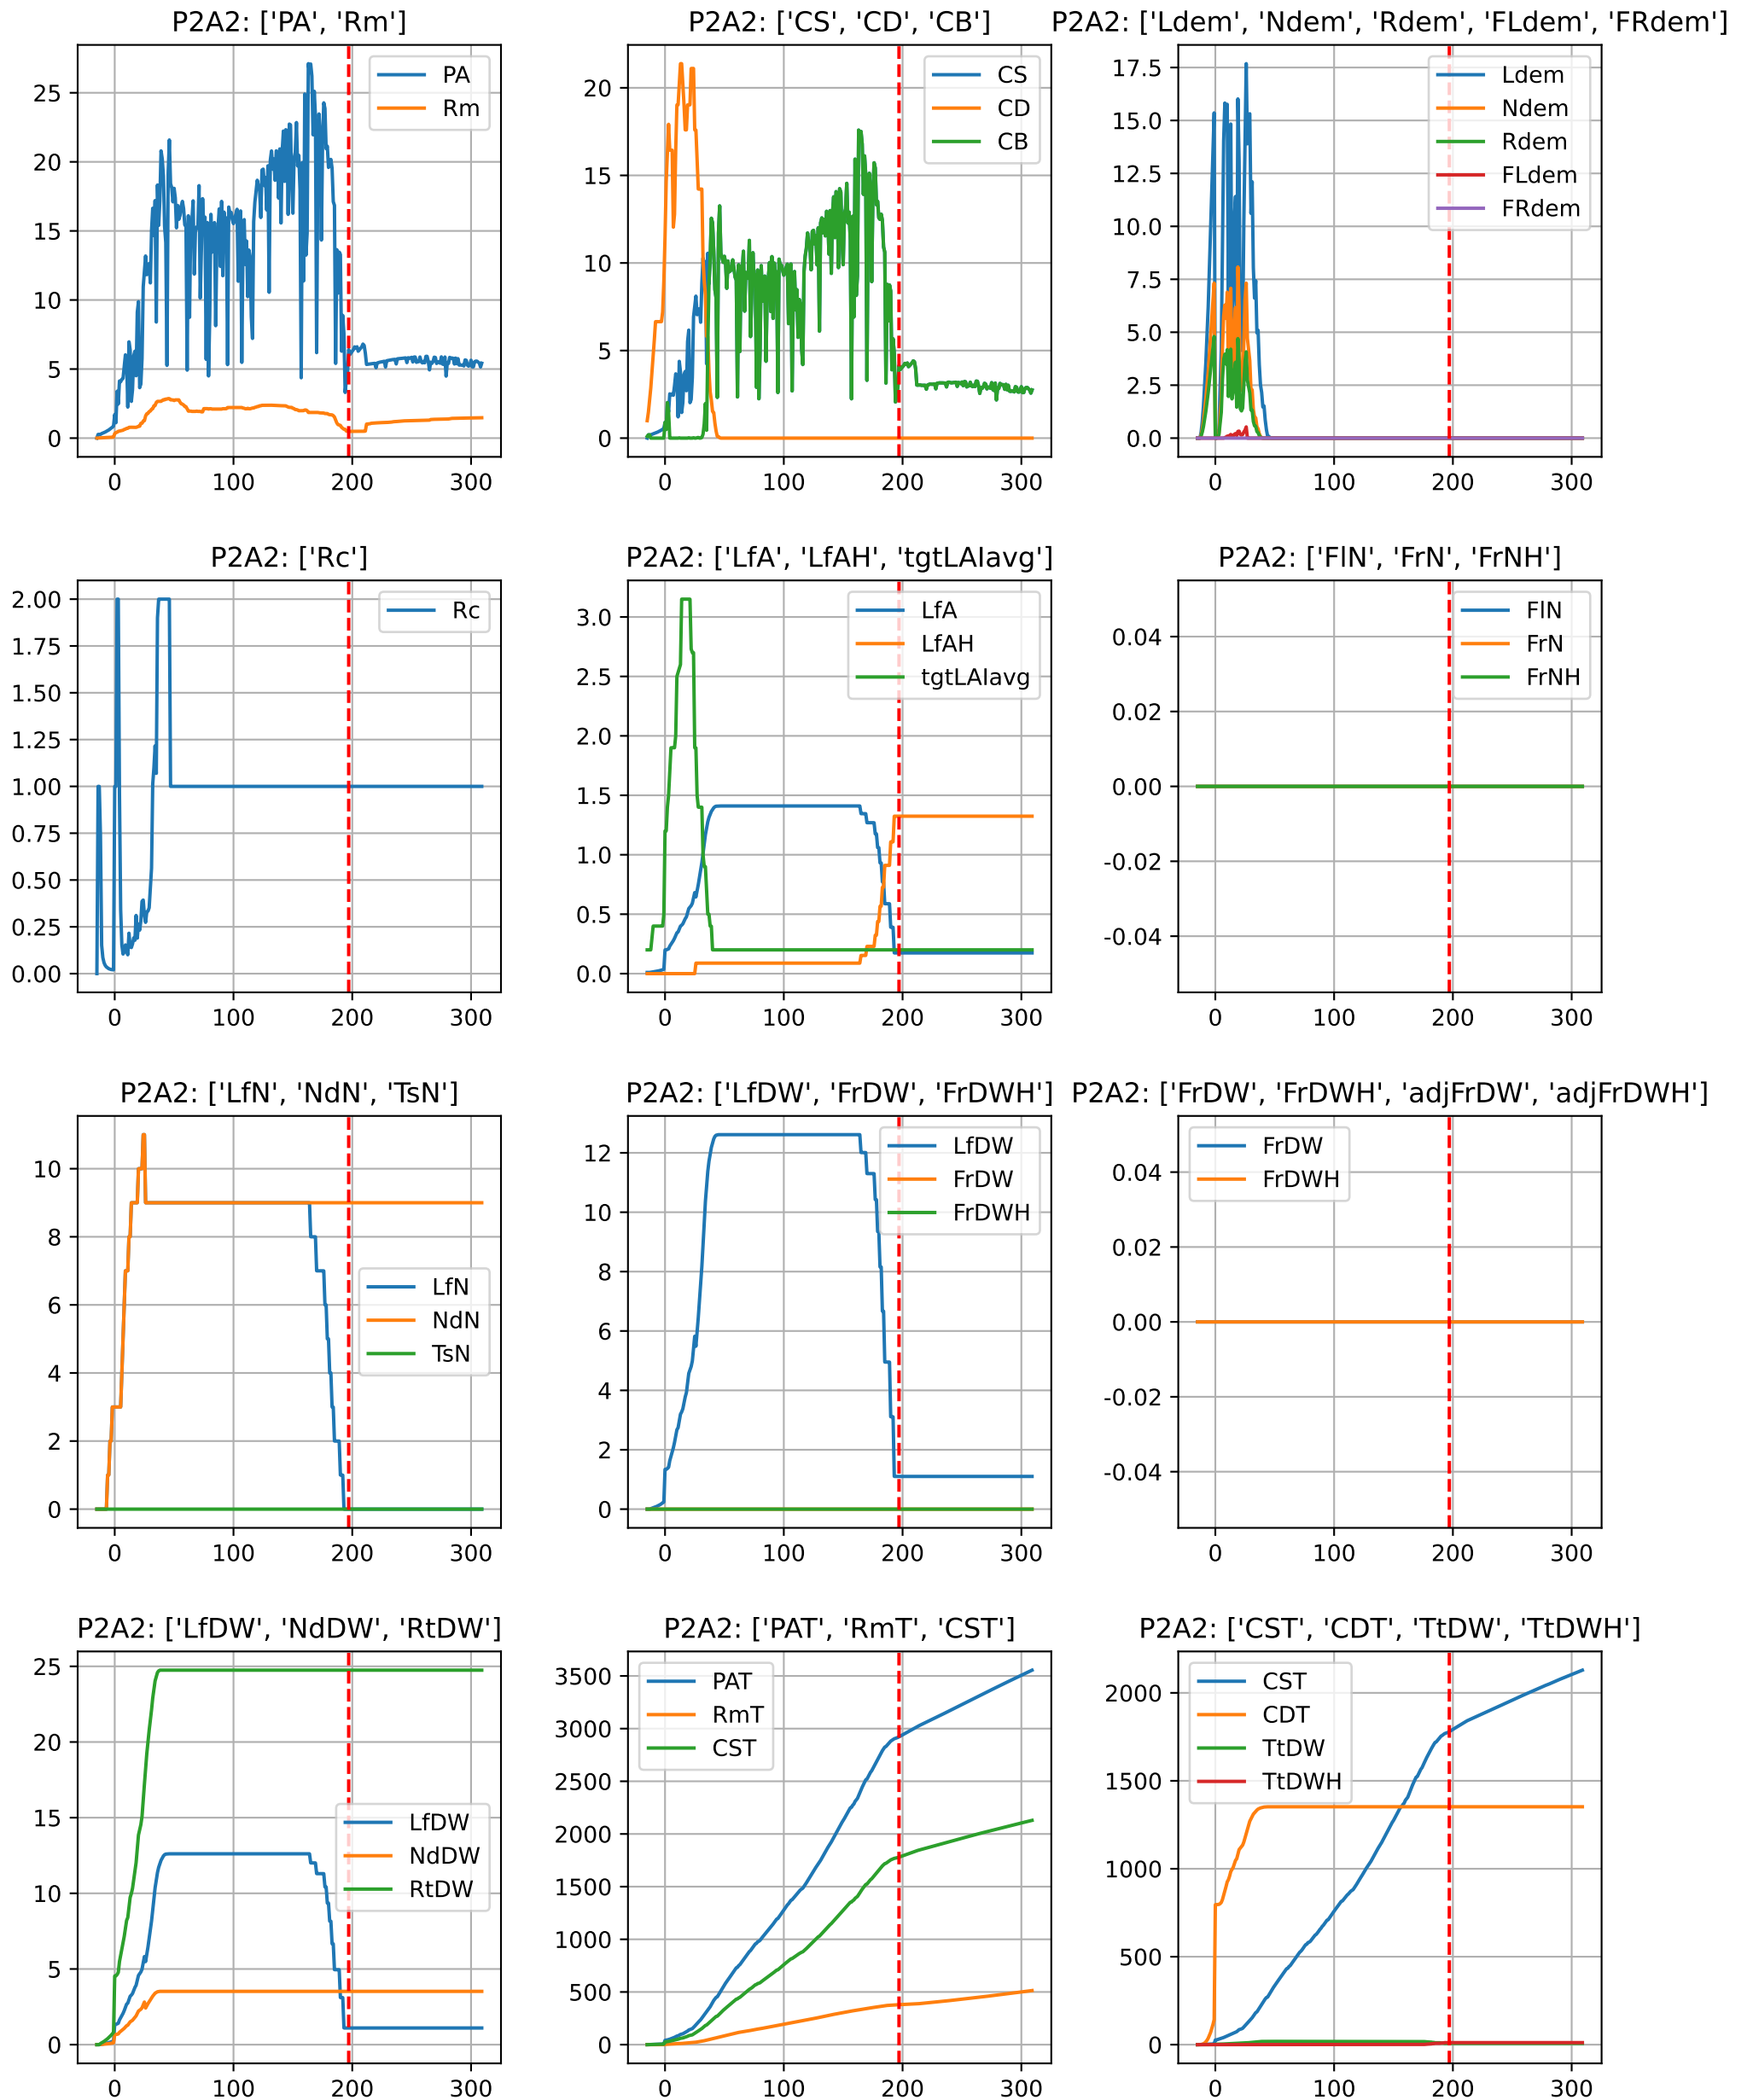 P2A2: ['PA', 'Rm']
PA
Rm
25
20
15
10
5
0
0 100 200 300
P2A2: ['CS', 'CD', 'CB']
CS
CD
CB
20
15
10
5
0
0 100 200 300
P2A2: ['Ldem', 'Ndem', 'Rdem', 'FLdem', 'FRdem']
Ldem
Ndem
Rdem
FLdem
FRdem
17.5
15.0
12.5
10.0
7.5
5.0
2.5
0.0
0 100 200 300
P2A2: ['Rc']
Rc
2.00
1.75
1.50
1.25
1.00
0.75
0.50
0.25
0.00
0 100 200 300
P2A2: ['LfA', 'LfAH', 'tgtLAIavg']
LfA
LfAH
tgtLAIavg
3.0
2.5
2.0
1.5
1.0
0.5
0.0
0 100 200 300
P2A2: ['FlN', 'FrN', 'FrNH']
FlN
FrN
FrNH
0.04
0.02
0.00
-0.02
-0.04
0 100 200 300
P2A2: ['LfN', 'NdN', 'TsN']
LfN
NdN
TsN
10
8
6
4
2
0
0 100 200 300
P2A2: ['LfDW', 'FrDW', 'FrDWH']
LfDW
FrDW
FrDWH
12
10
8
6
4
2
0
0 100 200 300
P2A2: ['FrDW', 'FrDWH', 'adjFrDW', 'adjFrDWH']
FrDW
FrDWH
0.04
0.02
0.00
-0.02
-0.04
0 100 200 300
P2A2: ['LfDW', 'NdDW', 'RtDW']
LfDW
NdDW
RtDW
25
20
15
10
5
0
0 100 200 300
P2A2: ['PAT', 'RmT', 'CST']
PAT
RmT
CST
3500
3000
2500
2000
1500
1000
500
0
0 100 200 300
P2A2: ['CST', 'CDT', 'TtDW', 'TtDWH']
CST
CDT
TtDW
TtDWH
2000
1500
1000
500
0
0 100 200 300